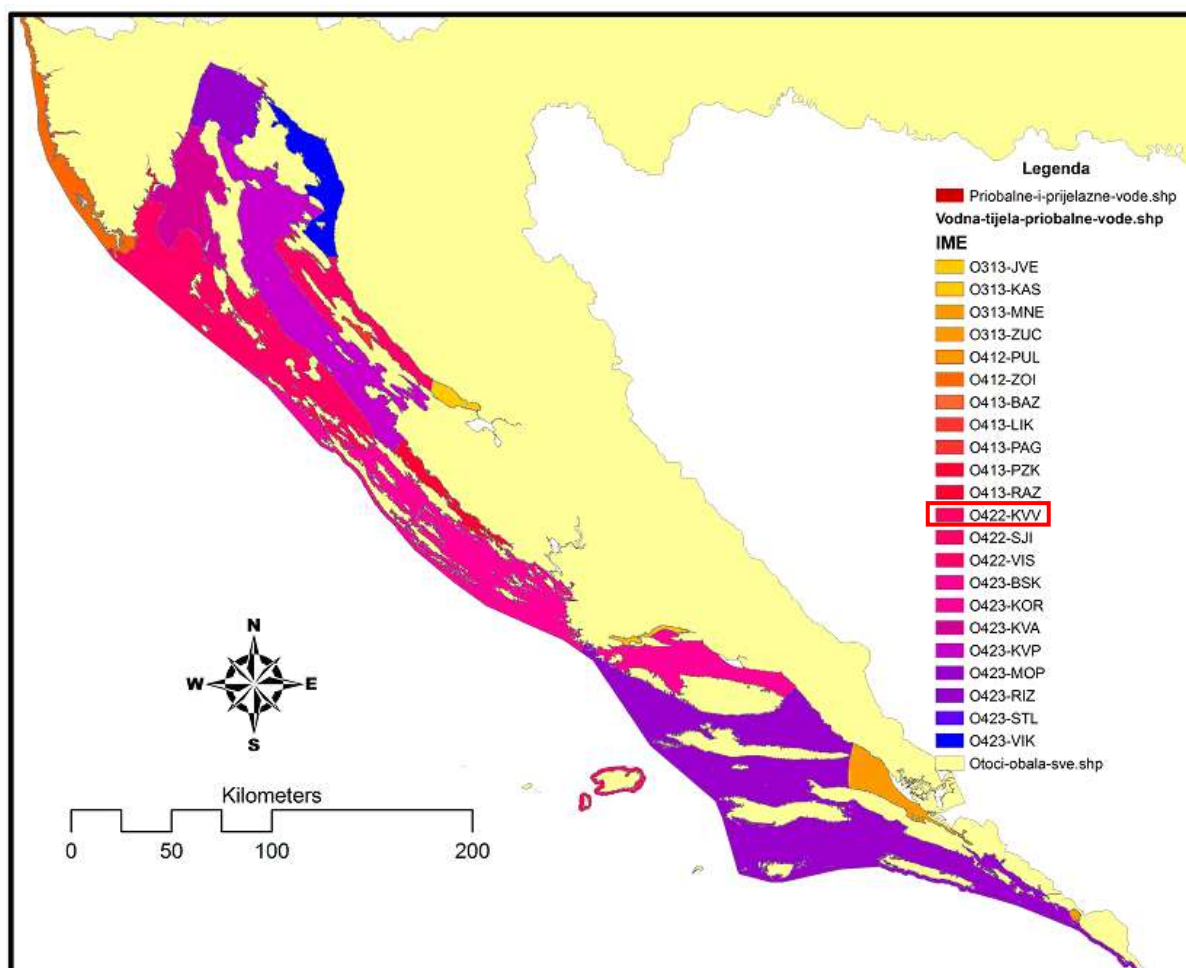 Legenda
Priobalne-i-prijelazne-vode.shp
Vodna-tijela-priobalne-vode.shp
IME
O313-JVE
O313-KAS
O313-MNE
O313-ZUC
O412-PUL
O412-ZOI
O413-BAZ
O413-LIK
O413-PAG
O413-PZK
O413-RAZ
O422-KVV
O422-SJI
O422-VIS
O423-BSK
O423-KOR
O423-KVA
O423-KVP
O423-MOP
O423-RIZ
O423-STL
O423-VIK
Otoci-obala-sve.shp
N
W E
S
Kilometers
0 50 100 200